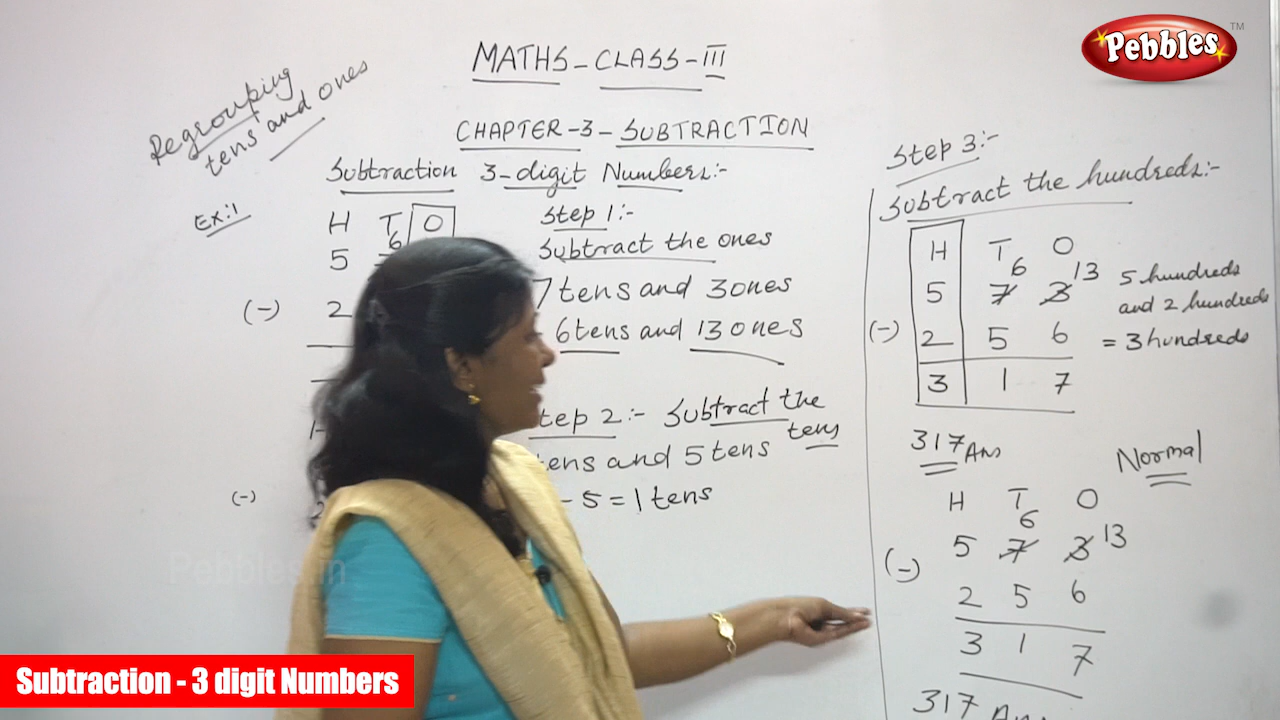 Pebbles TM
MATHS - CLASS - III
Regrouping
tens and ones
CHAPTER - 3 - SUBTRACTION
Subtraction 3-digit Numbers:-
Ex:1
H T O
6
5
(-) 2
(-)
Step 1:-
Subtract the ones
7 tens and 3 ones
6 tens and 13 ones
Step 2:- Subtract the
tens
tens and 5 tens
- 5 = 1 tens
Step 3:-
Subtract the hundreds:-
H T O
6 13
5 7 3
(-) 2 5 6
3 1 7
5 hundreds
and 2 hundreds
= 3 hundreds
317 Ans
Normal
H T O
6 13
5 7 3
(-)
2 5 6
3 1 7
317 Ans
Pebbles.in
Subtraction - 3 digit Numbers